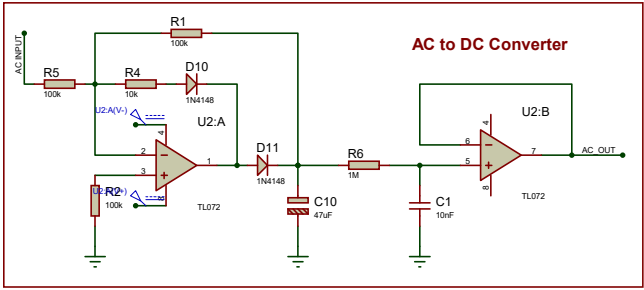 AC INPUT
R1
100k
AC to DC Converter
R5
100k
R4
10k
D10
1N4148
U2:A(V-)
4
U2:A
2
3
1
8
TL072
R2
100k
D11
1N4148
C10
47uF
R6
1M
C1
10nF
U2:B
4
6
5
7
8
TL072
AC_OUT